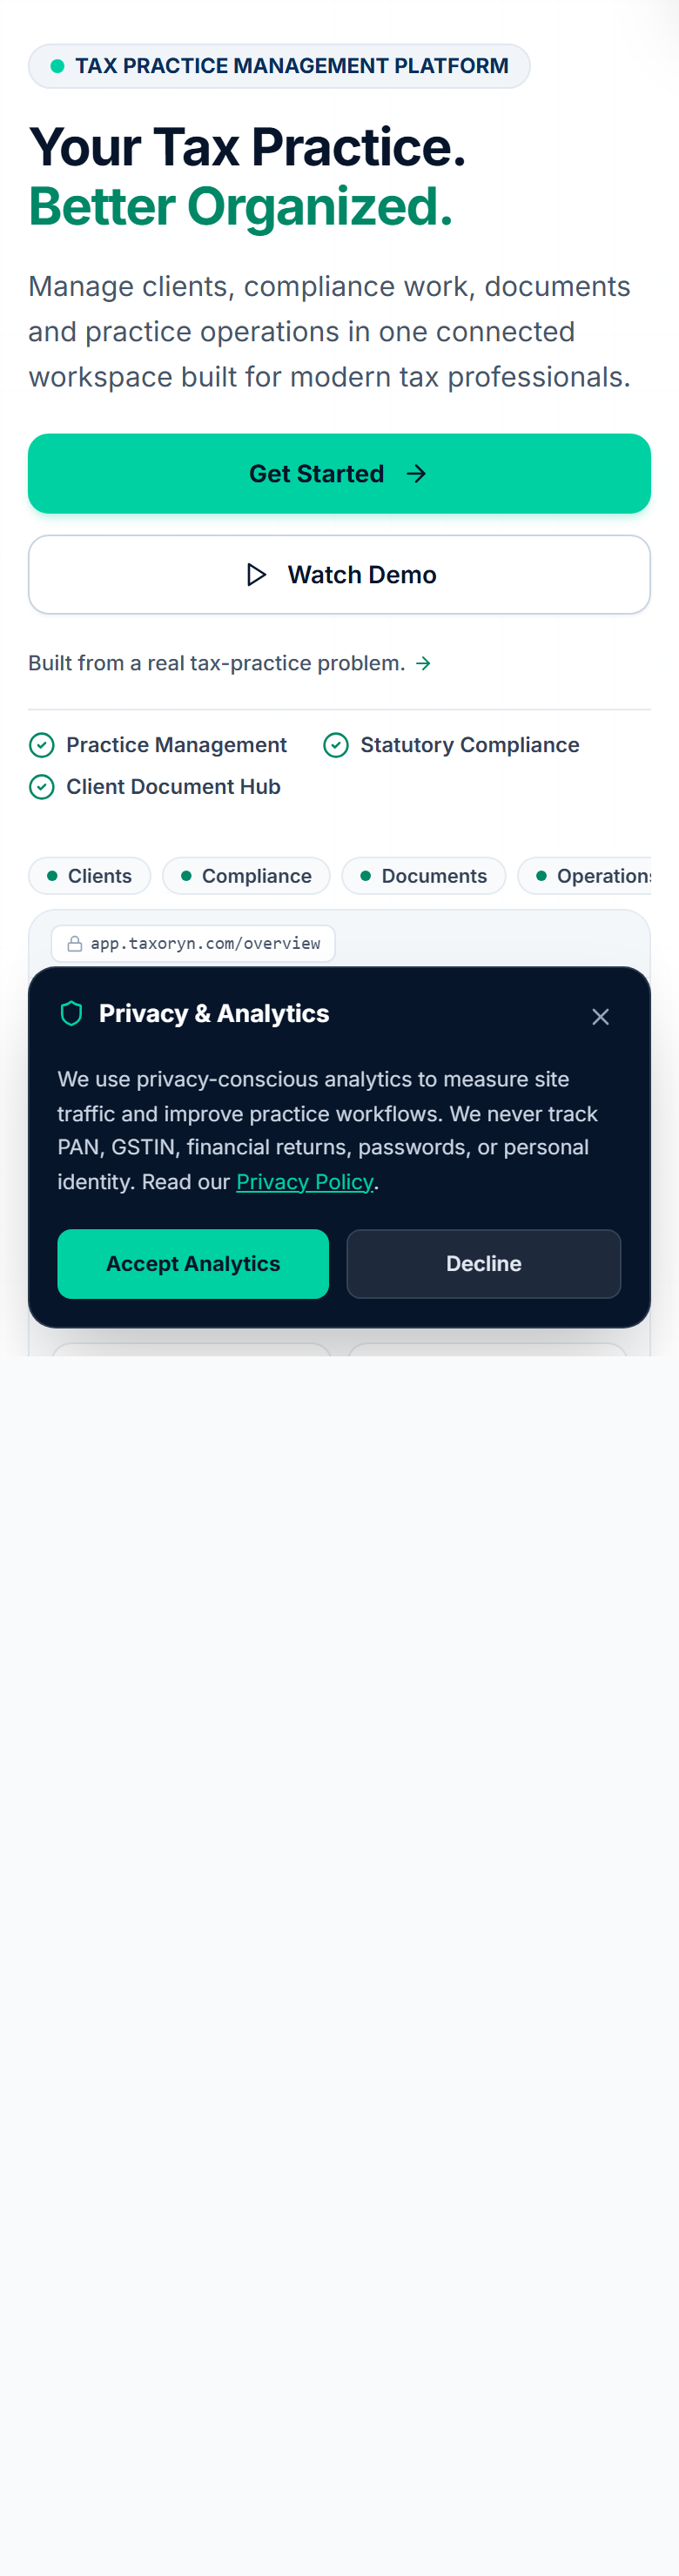 TAX PRACTICE MANAGEMENT PLATFORM
Your Tax Practice.
Better Organized.
Manage clients, compliance work, documents
and practice operations in one connected
workspace built for modern tax professionals.
Get Started
Watch Demo
Built from a real tax-practice problem.
Practice Management
Statutory Compliance
Client Document Hub
Clients
Compliance
Documents
Operations
app.taxoryn.com/overview
Privacy & Analytics
We use privacy-conscious analytics to measure site
traffic and improve practice workflows. We never track
PAN, GSTIN, financial returns, passwords, or personal
identity. Read our Privacy Policy.
Accept Analytics
Decline